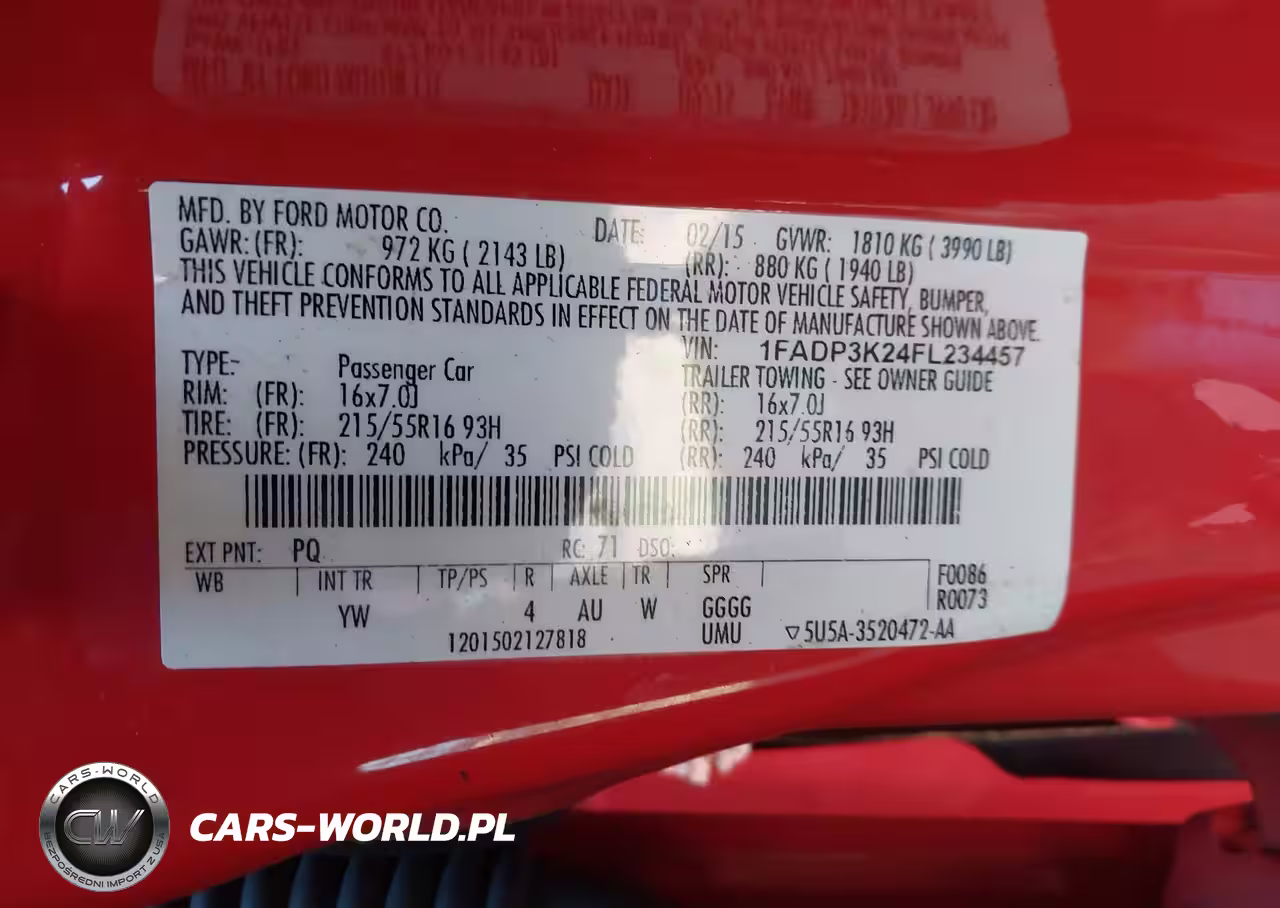 MFD. BY FORD MOTOR CO. DATE: 02/15 GVWR: 1810 KG ( 3990 LB)
GAWR: (FR): 972 KG ( 2143 LB) (RR): 880 KG ( 1940 LB)
THIS VEHICLE CONFORMS TO ALL APPLICABLE FEDERAL MOTOR VEHICLE SAFETY, BUMPER,
AND THEFT PREVENTION STANDARDS IN EFFECT ON THE DATE OF MANUFACTURE SHOWN ABOVE.
VIN: 1FADP3K24FL234457
TYPE: Passenger Car TRAILER TOWING - SEE OWNER GUIDE
RIM: (FR): 16x7.0J (RR): 16x7.0J
TIRE: (FR): 215/55R16 93H (RR): 215/55R16 93H
PRESSURE: (FR): 240 kPa/ 35 PSI COLD (RR): 240 kPa/ 35 PSI COLD
EXT PNT: PQ RC: 71 DSO:
WB INT TR TP/PS R AXLE TR SPR F0086
YW 4 AU W GGGG R0073
1201502127818 UMU ▽5U5A-3520472-AA
CARS-WORLD
CW
BEZPOŚREDNI IMPORT Z USA
CARS-WORLD.PL